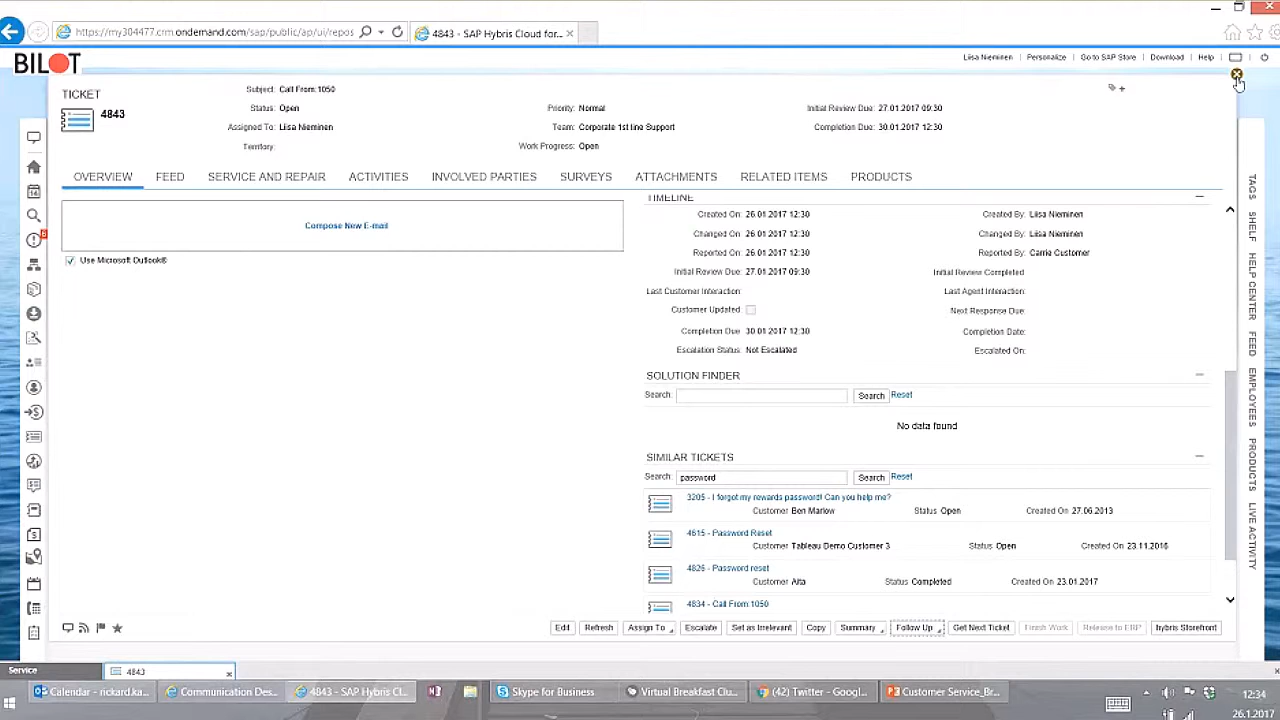 https://my304477.crm.ondemand.com/sap/public/ap/ui/repos
4843 - SAP Hybris Cloud for...
BILOT
Liisa Nieminen Personalize Go to SAP Store Download Help
TICKET
4843
Subject: Call From:1050
Status: Open Priority: Normal Initial Review Due: 27.01.2017 09:30
Assigned To: Liisa Nieminen Team: Corporate 1st line Support Completion Due: 30.01.2017 12:30
Territory: Work Progress: Open
OVERVIEW FEED SERVICE AND REPAIR ACTIVITIES INVOLVED PARTIES SURVEYS ATTACHMENTS RELATED ITEMS PRODUCTS
Compose New E-mail
Use Microsoft Outlook®
TIMELINE
Created On: 26.01.2017 12:30 Created By: Liisa Nieminen
Changed On: 26.01.2017 12:30 Changed By: Liisa Nieminen
Reported On: 26.01.2017 12:30 Reported By: Carrie Customer
Initial Review Due: 27.01.2017 09:30 Initial Review Completed
Last Customer Interaction: Last Agent Interaction:
Customer Updated: Next Response Due:
Completion Due: 30.01.2017 12:30 Completion Date:
Escalation Status: Not Escalated Escalated On:
SOLUTION FINDER
Search: Search Reset
No data found
SIMILAR TICKETS
Search: password Search Reset
3205 - I forgot my rewards password! Can you help me?
Customer Ben Marlow Status Open Created On 27.06.2013
4615 - Password Reset
Customer Tableau Demo Customer 3 Status Open Created On 23.11.2016
4826 - Password reset
Customer Alta Status Completed Created On 23.01.2017
4834 - Call From:1050
Edit Refresh Assign To Escalate Set as Irrelevant Copy Summary Follow Up Get Next Ticket Finish Work Release to ERP hybris Storefront
TAGS
SHELF
HELP CENTER
FEED
EMPLOYEES
PRODUCTS
LIVE ACTIVITY
Service
4843
Calendar - rickard.ka... Communication Des... 4843 - SAP Hybris Cl... Skype for Business Virtual Breakfast Clu... (42) Twitter - Googl... Customer Service_Br...
12:34
26.1.2017